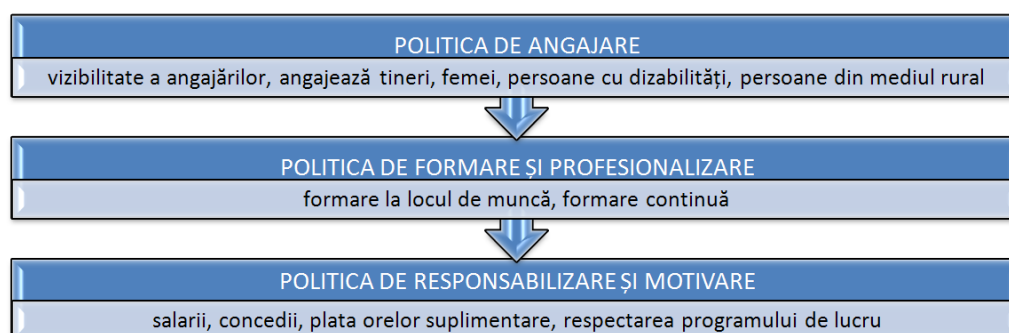 POLITICA DE ANGAJARE
vizibilitate a angajărilor, angajează tineri, femei, persoane cu dizabilități, persoane din mediul rural
POLITICA DE FORMARE ȘI PROFESIONALIZARE
formare la locul de muncă, formare continuă
POLITICA DE RESPONSABILIZARE ȘI MOTIVARE
salarii, concedii, plata orelor suplimentare, respectarea programului de lucru